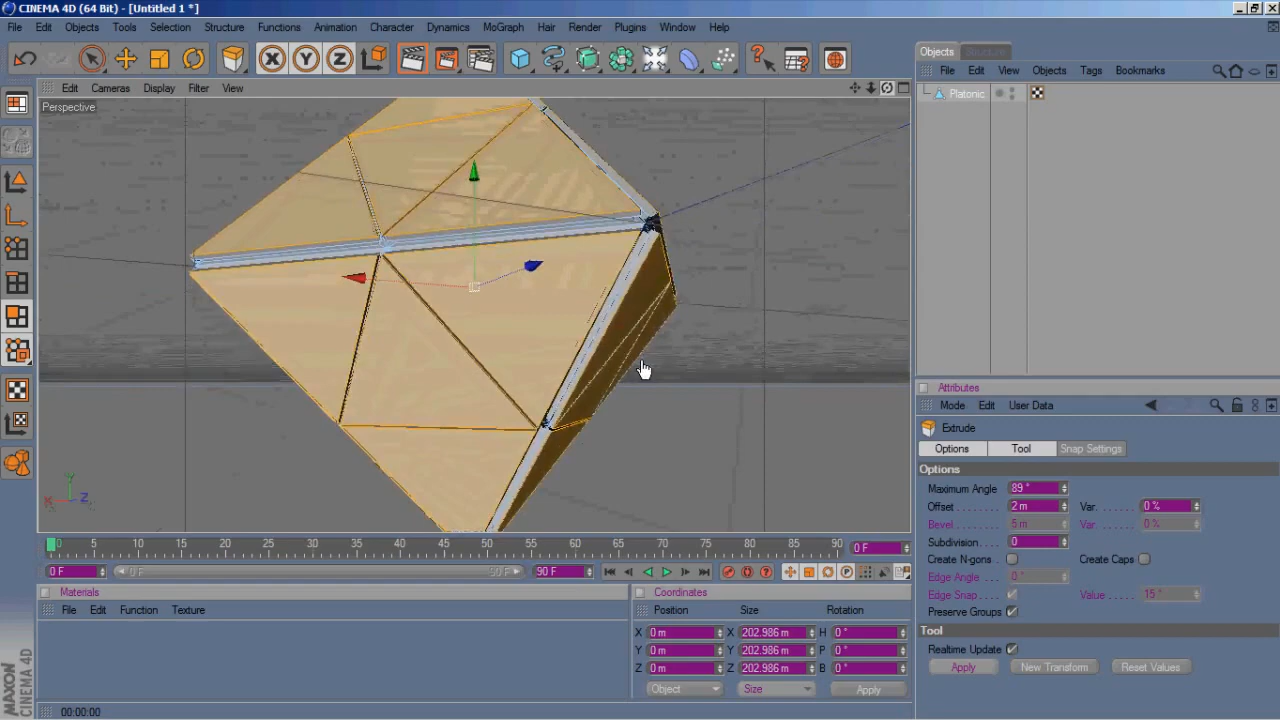 CINEMA 4D (64 Bit) - [Untitled 1 *]
File Edit Objects Tools Selection Structure Functions Animation Character Dynamics MoGraph Hair Render Plugins Window Help
X Y Z
Objects Structure
Edit Cameras Display Filter View
File Edit View Objects Tags Bookmarks
Perspective
Platonic
Attributes
Mode Edit User Data
Extrude
Options Tool Snap Settings
Options
Maximum Angle 89 °
Offset 2 m Var. 0 %
Bevel 5 m Var 0 %
Subdivision 0
Create N-gons Create Caps
Edge Angle 0 °
Edge Snap Value 15 °
Preserve Groups
Tool
Realtime Update
Apply New Transform Reset Values
Y
X Z
0 5 10 15 20 25 30 35 40 45 50 55 60 65 70 75 80 85 90 0 F
0 F 0 F 90 F 90 F
Materials
File Edit Function Texture
Coordinates
Position Size Rotation
X 0 m X 202.986 m H 0 °
Y 0 m Y 202.986 m P 0 °
Z 0 m Z 202.986 m B 0 °
Object Size Apply
MAXON
CINEMA 4D
00:00:00